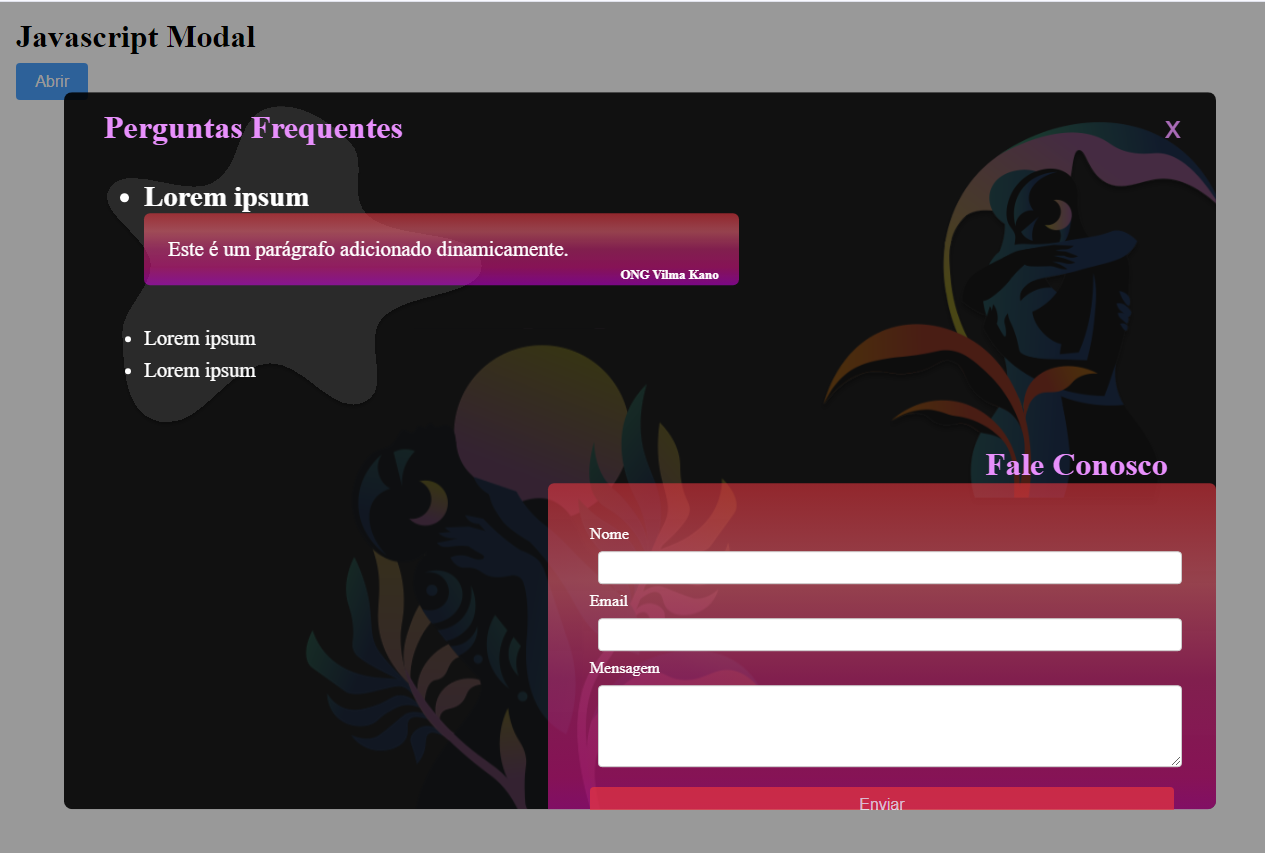 Javascript Modal
Abrir
Perguntas Frequentes
X
Lorem ipsum
Este é um parágrafo adicionado dinamicamente.
ONG Vilma Kano
Lorem ipsum
Lorem ipsum
Fale Conosco
Nome
Email
Mensagem
Enviar